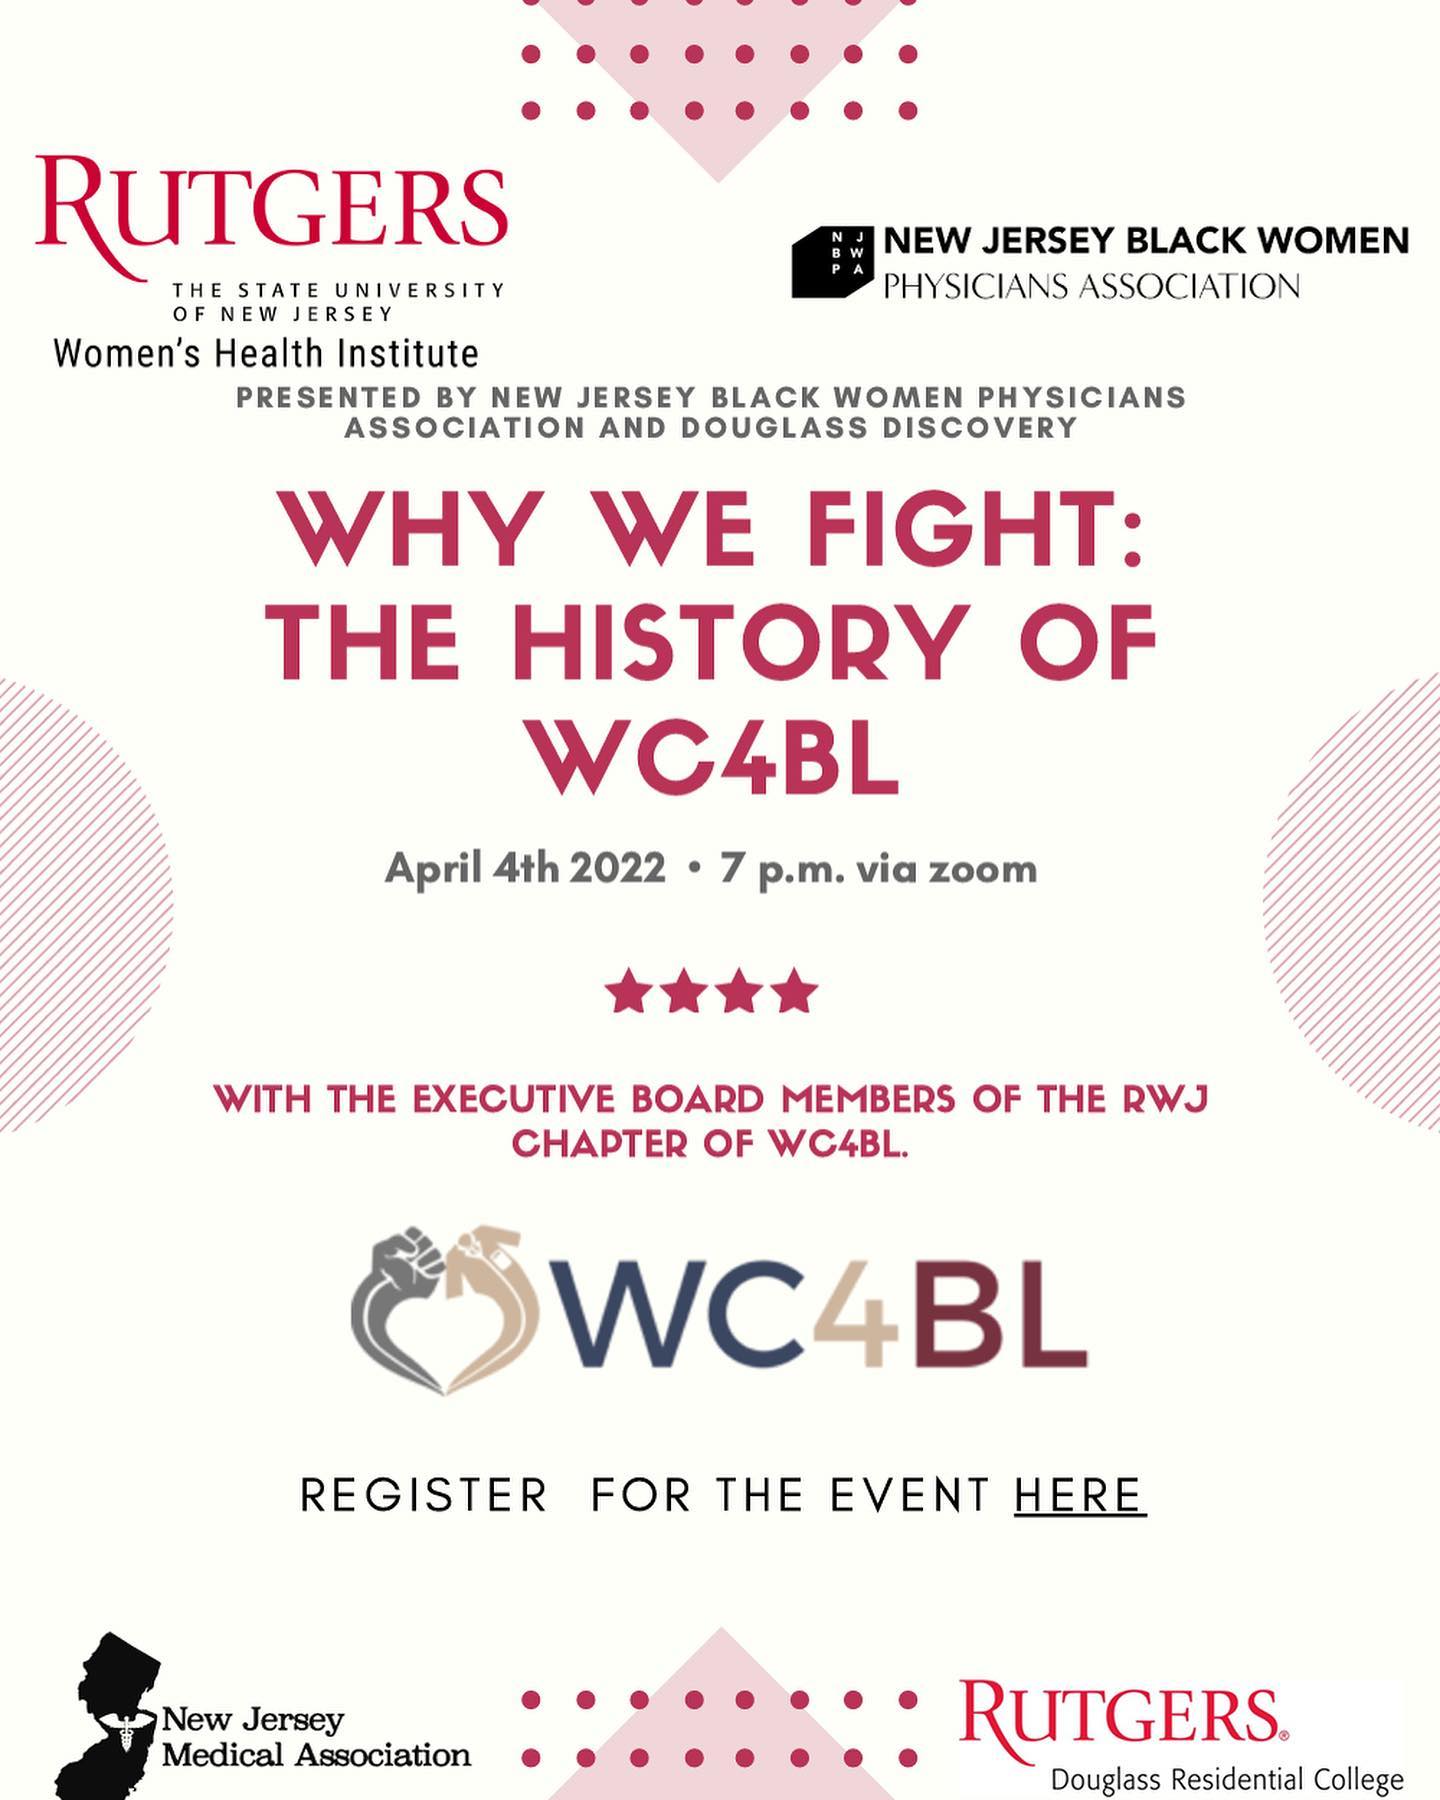 RUTGERS
THE STATE UNIVERSITY
OF NEW JERSEY
Women's Health Institute
N J
B W
P A
NEW JERSEY BLACK WOMEN
PHYSICIANS ASSOCIATION
PRESENTED BY NEW JERSEY BLACK WOMEN PHYSICIANS
ASSOCIATION AND DOUGLASS DISCOVERY
WHY WE FIGHT:
THE HISTORY OF
WC4BL
April 4th 2022 • 7 p.m. via zoom
WITH THE EXECUTIVE BOARD MEMBERS OF THE RWJ
CHAPTER OF WC4BL.
WC4BL
REGISTER FOR THE EVENT HERE
New Jersey
Medical Association
RUTGERS®
Douglass Residential College